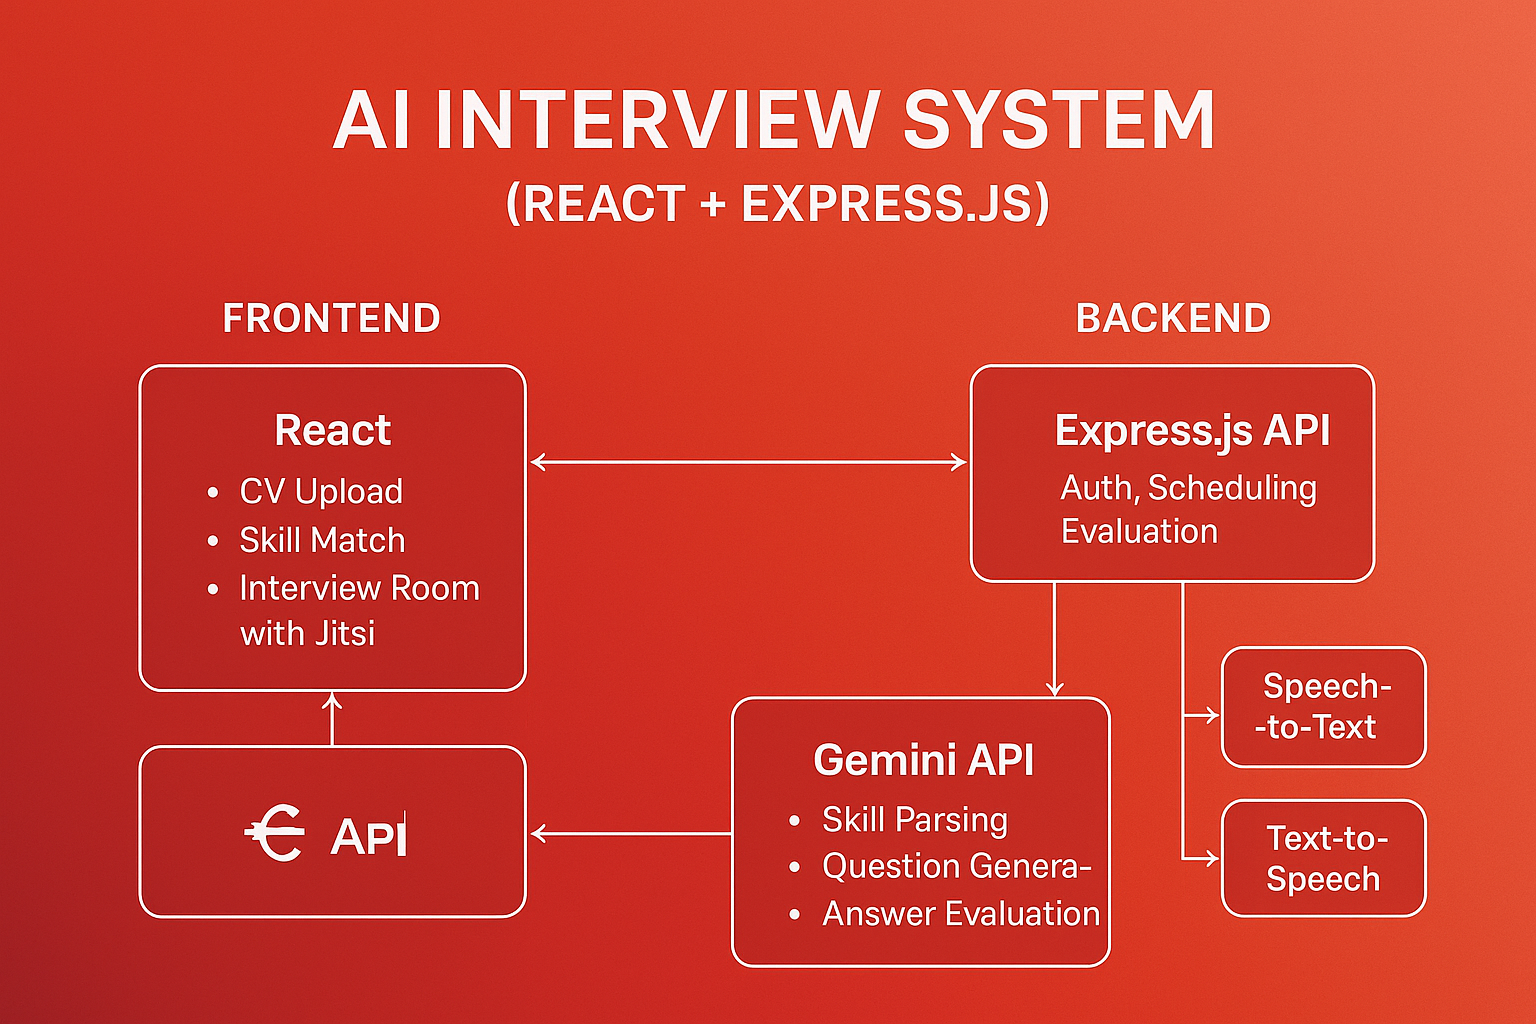 AI INTERVIEW SYSTEM
(REACT + EXPRESS.JS)
FRONTEND
React
• CV Upload
• Skill Match
• Interview Room
with Jitsi
API
BACKEND
Express.js API
Auth, Scheduling
Evaluation
Gemini API
• Skill Parsing
• Question Genera-
• Answer Evaluation
Speech-
-to-Text
Text-to-
Speech